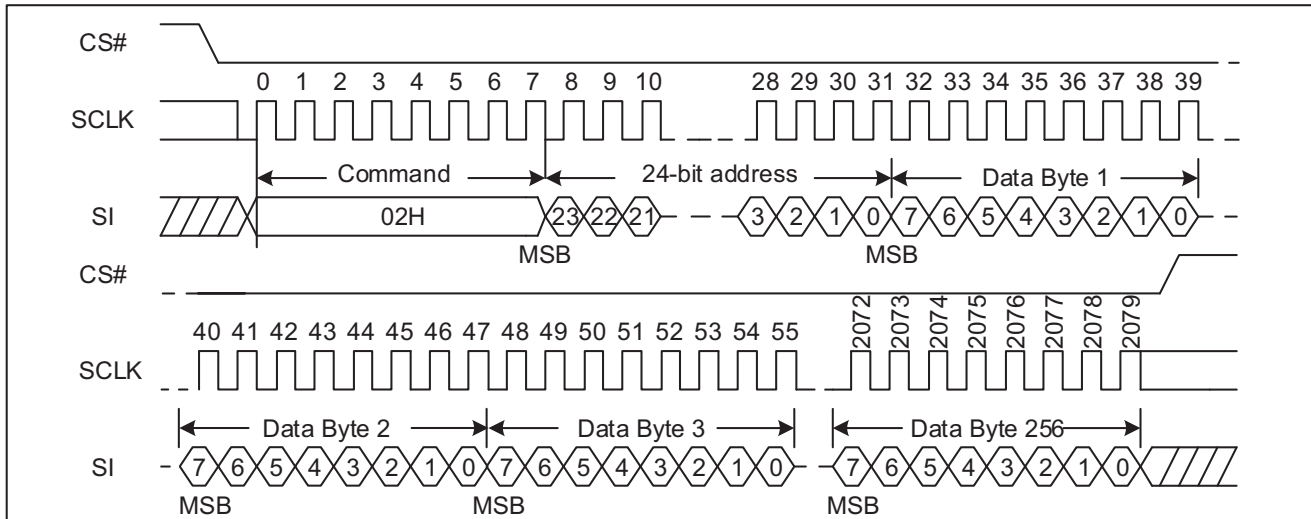 CS#
0 1 2 3 4 5 6 7 8 9 10 28 29 30 31 32 33 34 35 36 37 38 39
SCLK
Command 24-bit address Data Byte 1
SI 02H 23 22 21 3 2 1 0 7 6 5 4 3 2 1 0
MSB MSB
CS#
40 41 42 43 44 45 46 47 48 49 50 51 52 53 54 55 2072 2073 2074 2075 2076 2077 2078 2079
SCLK
Data Byte 2 Data Byte 3 Data Byte 256
SI 7 6 5 4 3 2 1 0 7 6 5 4 3 2 1 0 7 6 5 4 3 2 1 0
MSB MSB MSB